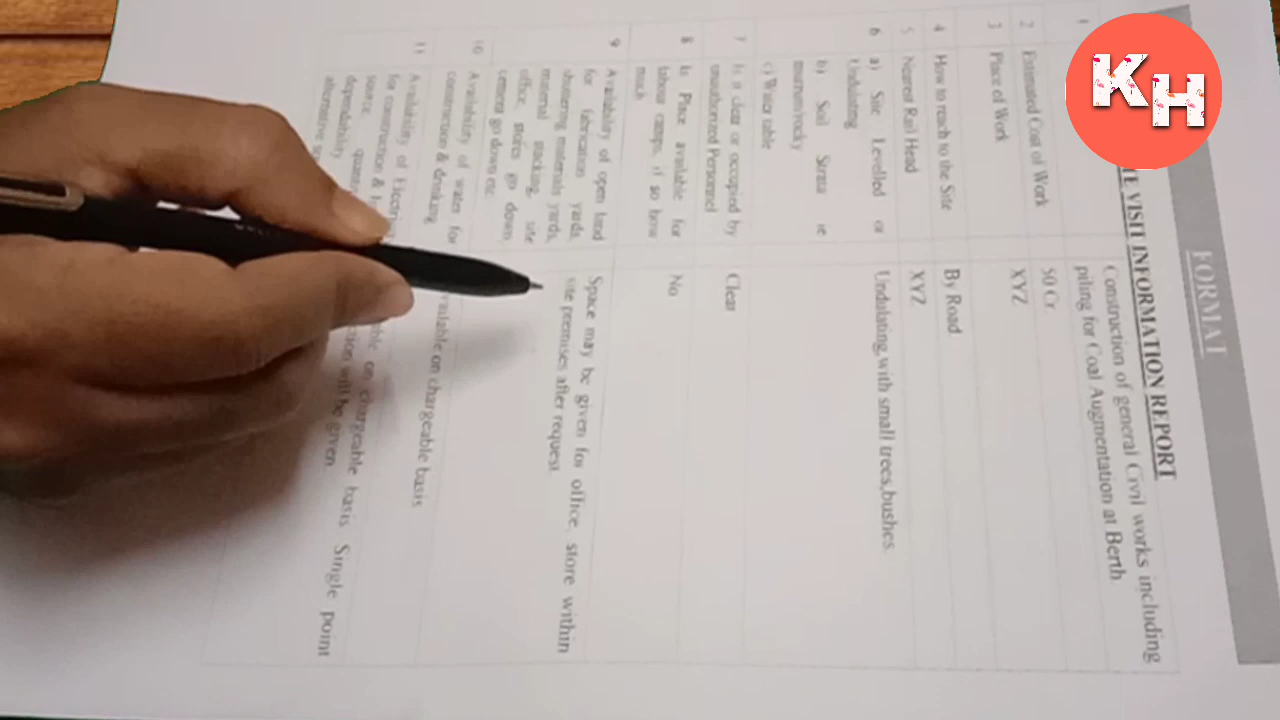 KH
FORMAT
VISIT INFORMATION REPORT
1
Construction of general Civil works including
piling for Coal Augmentation at Berth
2 Estimated Cost of Work
50 Cr
3 Place of Work
XYZ
4 How to reach to the Site
By Road
5 Nearest Rail Head
XYZ
6 a) Site Levelled or
Undulating
Undulating,with small trees,bushes.
b) Soil Strata ie
murrum/rocky
c) Water table
7 Is it clear or occupied by
unauthorized Personnel
Clear
8 Is Place available for
labour camps, if so how
much
No
9 Availability of open land
for fabrication yards,
shuttering materials yards,
material stacking, site
office, stores go down
cement go down etc.
Space may be given for office, store within
site premises after request.
10 Availability of water for
construction & drinking
available on chargeable basis
11 Availability of
for construction &
source,
dependability
alternative
on chargeable basis. Single point
will be given.